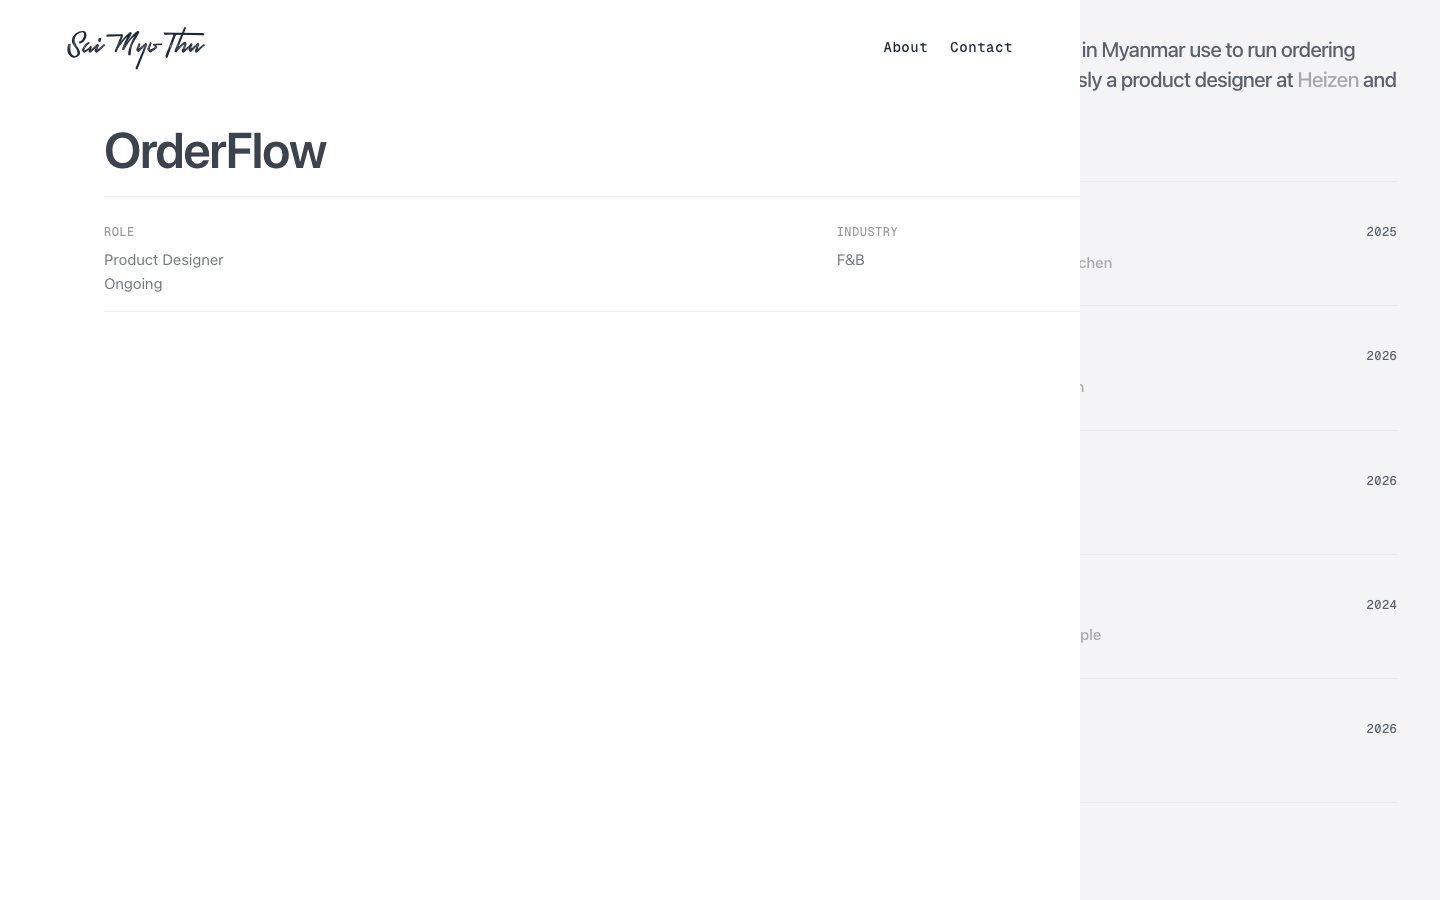 Sai Myo Thu
About Contact
OrderFlow
ROLE
Product Designer
Ongoing
INDUSTRY
F&B
in Myanmar use to run ordering
sly a product designer at Heizen and
2025
chen
2026
n
2026
2024
ple
2026